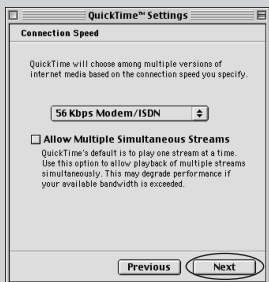 QuickTime™ Settings
Connection Speed
QuickTime will choose among multiple versions of
internet media based on the connection speed you specify.
56 Kbps Modem/ISDN
Allow Multiple Simultaneous Streams
QuickTime's default is to play one stream at a time.
Use this option to allow playback of multiple streams
simultaneously. This may degrade performance if
your available bandwidth is exceeded.
Previous Next